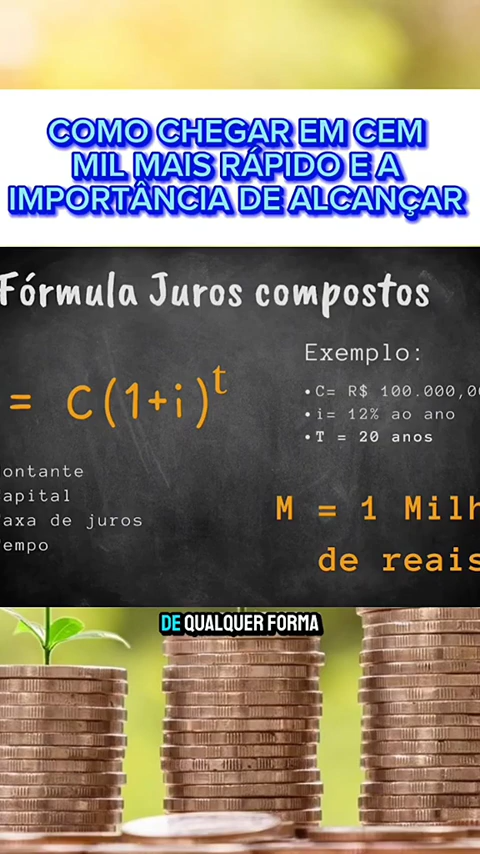 COMO CHEGAR EM CEM
MIL MAIS RÁPIDO E A
IMPORTÂNCIA DE ALCANÇAR
Fórmula Juros compostos
= C(1+i)^t
Exemplo:
•C= R$ 100.000,00
•i= 12% ao ano
•T = 20 anos
ontante
apital
axa de juros
empo
M = 1 Milh
de reais
DE QUALQUER FORMA